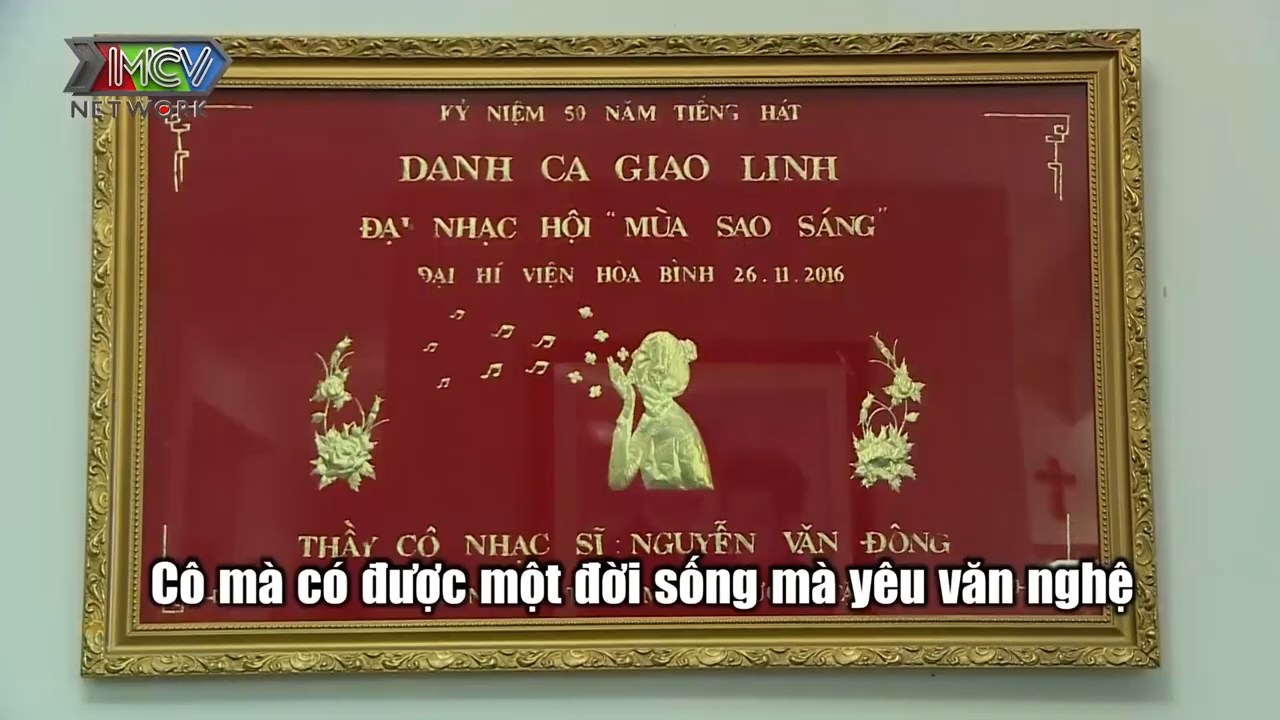 MCV
NETWORK
KỶ NIỆM 50 NĂM TIẾNG HÁT
DANH CA GIAO LINH
ĐẠI NHẠC HỘI "MÙA SAO SÁNG"
ĐẠI HÍ VIỆN HÒA BÌNH 26.11.2016
THẦY CÔ NHẠC SĨ : NGUYỄN VĂN ĐÔNG
Cô mà có được một đời sống mà yêu văn nghệ